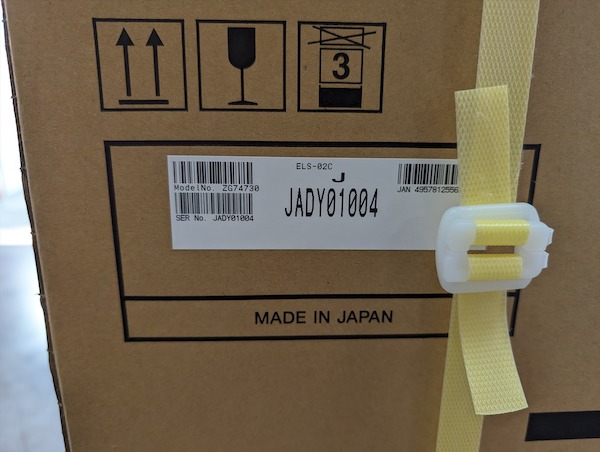 3
ELS-02C
J
ModelNo. ZG74730
JADY01004
SER No. JADY01004
JAN 4957812556
MADE IN JAPAN